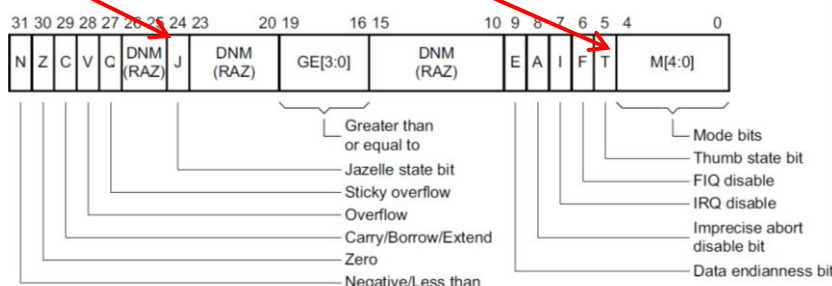 31 30 29 28 27 26 25 24 23 20 19 16 15 10 9 8 7 6 5 4 0
N Z C V Q DNM J DNM GE[3:0] DNM E A I F T M[4:0]
(RAZ) (RAZ) (RAZ)
Greater than
or equal to
Jazelle state bit
Sticky overflow
Overflow
Carry/Borrow/Extend
Zero
Negative/Less than
Mode bits
Thumb state bit
FIQ disable
IRQ disable
Imprecise abort
disable bit
Data endianness bit